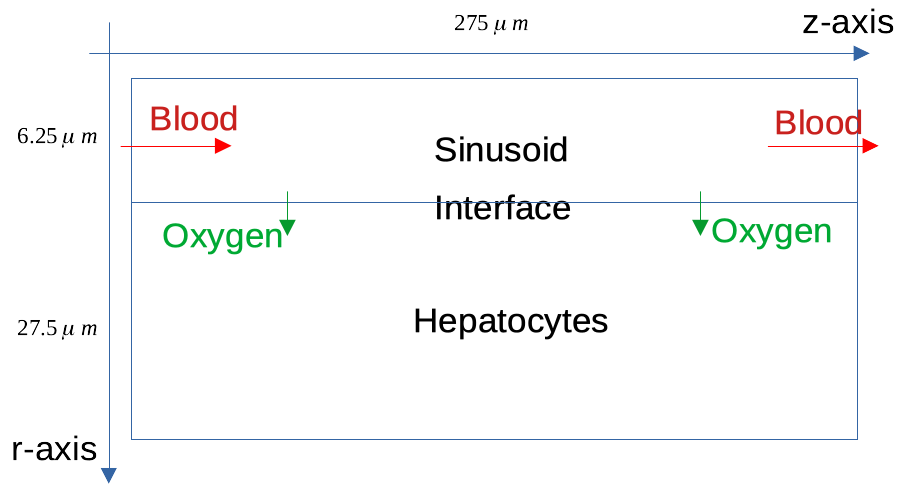 275 μ m
z-axis
Blood
Blood
6.25 μ m
Sinusoid
Interface
Oxygen
Oxygen
Hepatocytes
27.5 μ m
r-axis